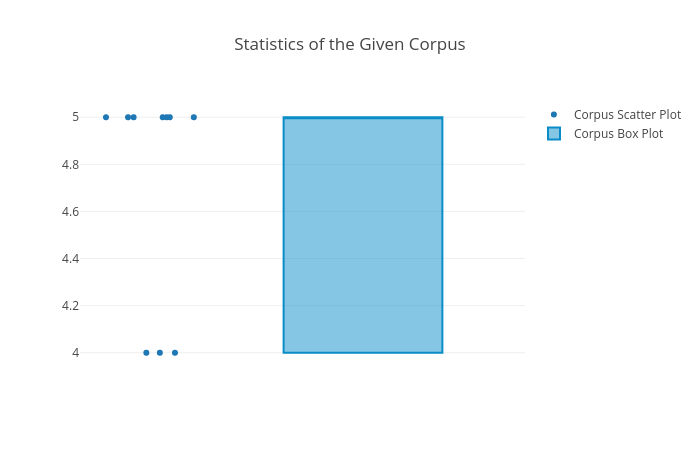 Statistics of the Given Corpus
5
4.8
4.6
4.4
4.2
4
Corpus Scatter Plot
Corpus Box Plot